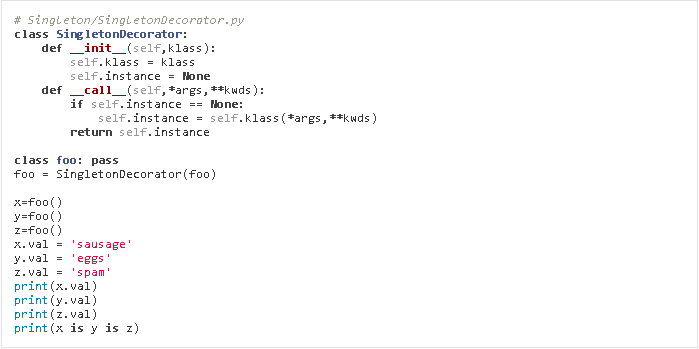 # Singleton/SingletonDecorator.py
class SingletonDecorator:
    def __init__(self,klass):
        self.klass = klass
        self.instance = None
    def __call__(self,*args,**kwds):
        if self.instance == None:
            self.instance = self.klass(*args,**kwds)
        return self.instance

class foo: pass
foo = SingletonDecorator(foo)

x=foo()
y=foo()
z=foo()
x.val = 'sausage'
y.val = 'eggs'
z.val = 'spam'
print(x.val)
print(y.val)
print(z.val)
print(x is y is z)